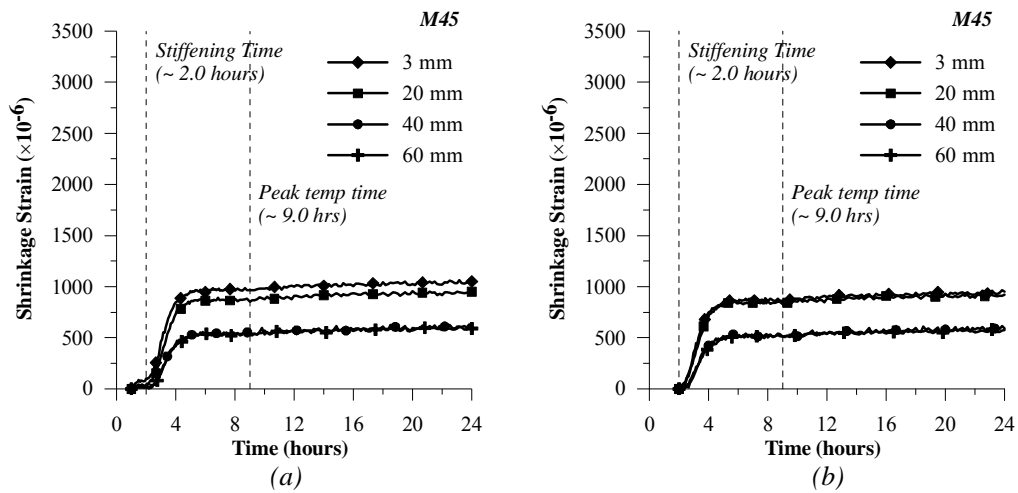 M45
3500
3000
2500
2000
1500
1000
500
0
Shrinkage Strain (×10-6)
Stiffening Time
(~ 2.0 hours)
3 mm
20 mm
40 mm
60 mm
Peak temp time
(~ 9.0 hrs)
0 4 8 12 16 20 24
Time (hours)
(a)
M45
3500
3000
2500
2000
1500
1000
500
0
Shrinkage Strain (×10-6)
Stiffening Time
(~ 2.0 hours)
3 mm
20 mm
40 mm
60 mm
Peak temp time
(~ 9.0 hrs)
0 4 8 12 16 20 24
Time (hours)
(b)